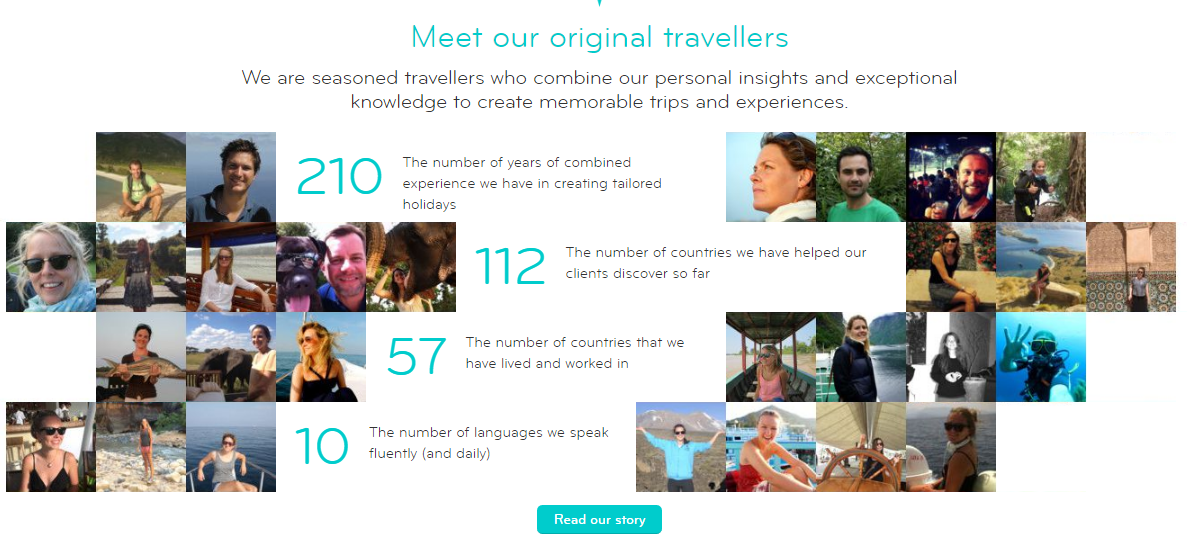 Meet our original travellers
We are seasoned travellers who combine our personal insights and exceptional
knowledge to create memorable trips and experiences.
210
The number of years of combined
experience we have in creating tailored
holidays
112
The number of countries we have helped our
clients discover so far
57
The number of countries that we
have lived and worked in
10
The number of languages we speak
fluently (and daily)
Read our story